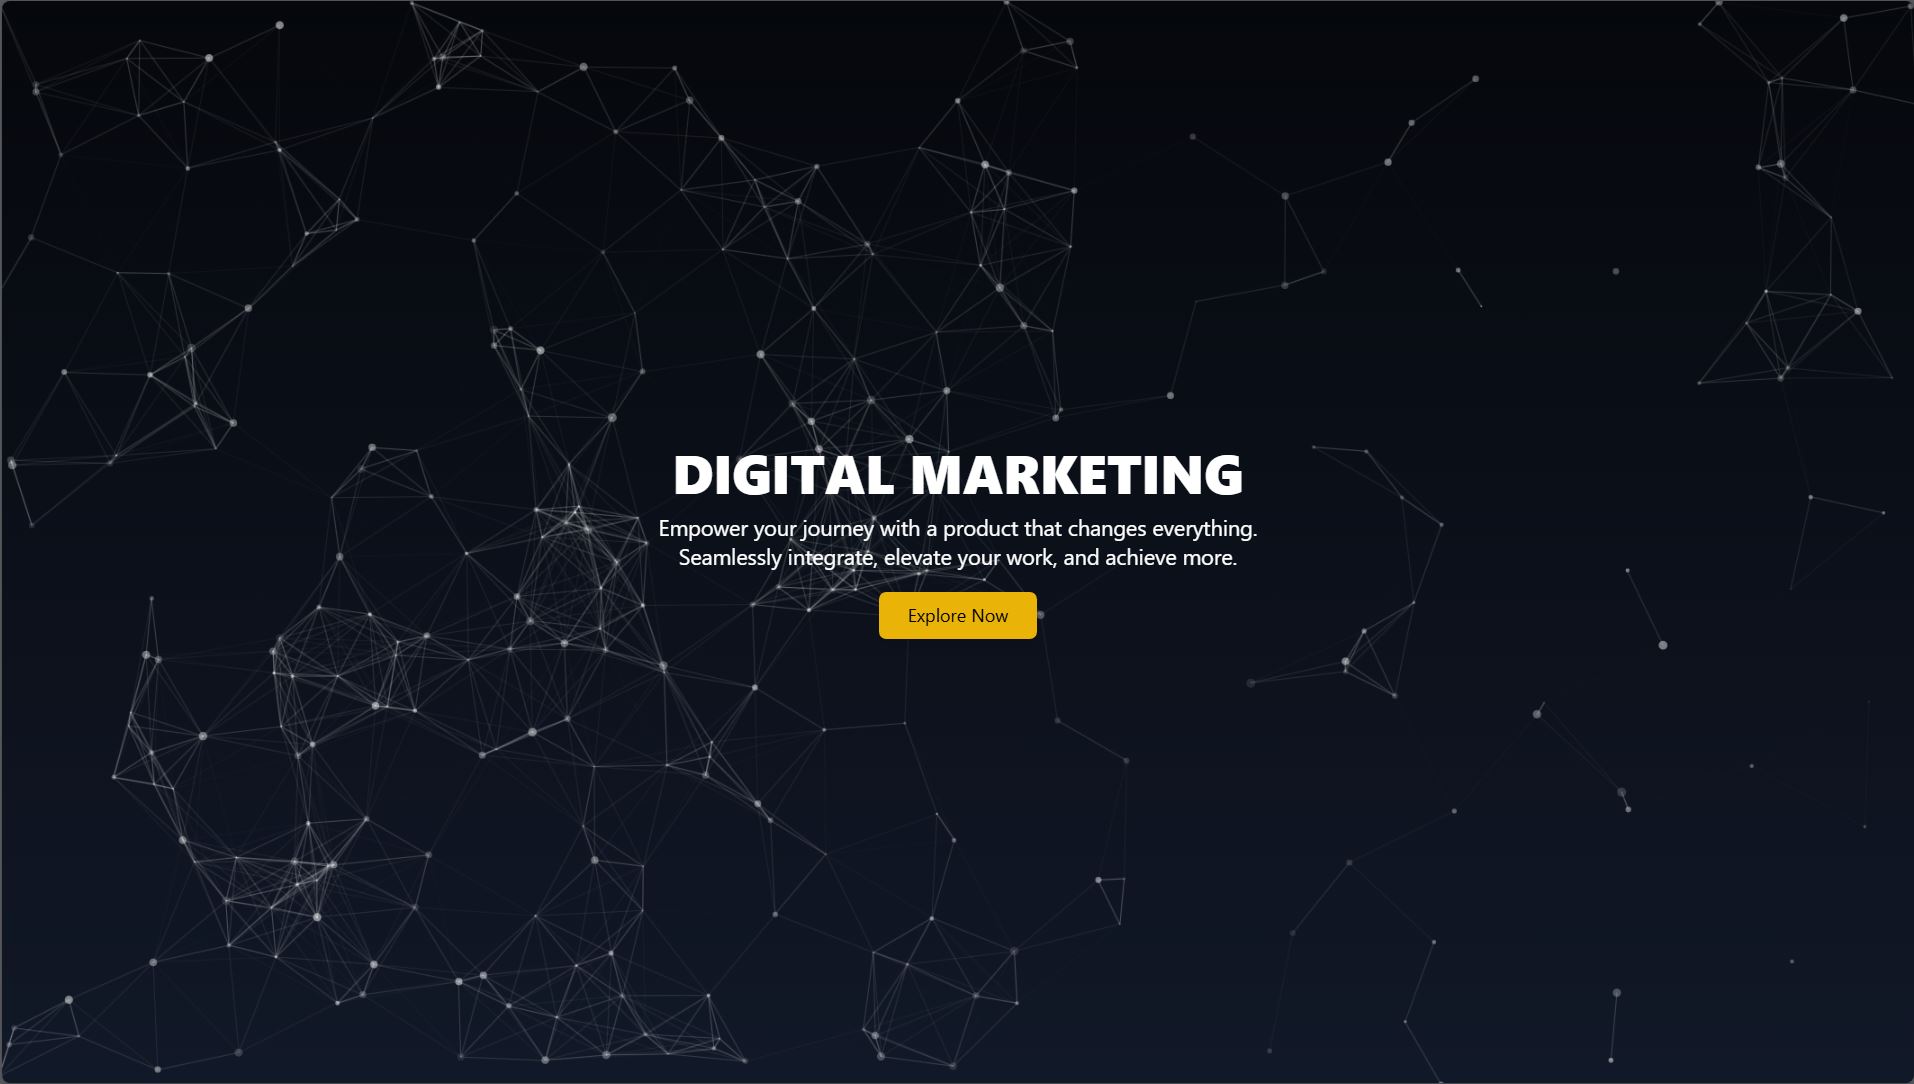 DIGITAL MARKETING
Empower your journey with a product that changes everything.
Seamlessly integrate, elevate your work, and achieve more.
Explore Now